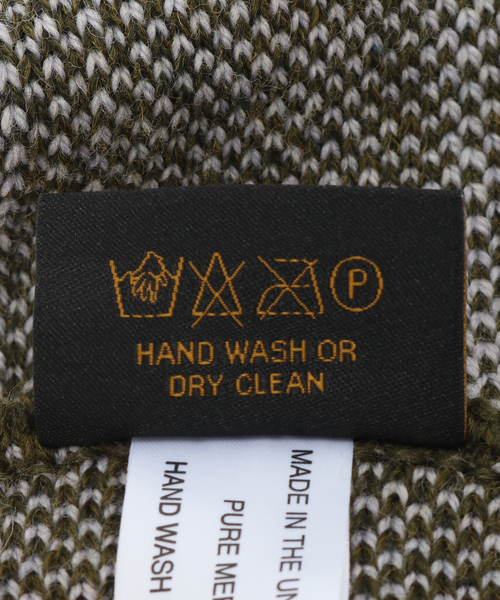 P
HAND WASH OR
DRY CLEAN
MADE IN THE
PURE
HAND WASH